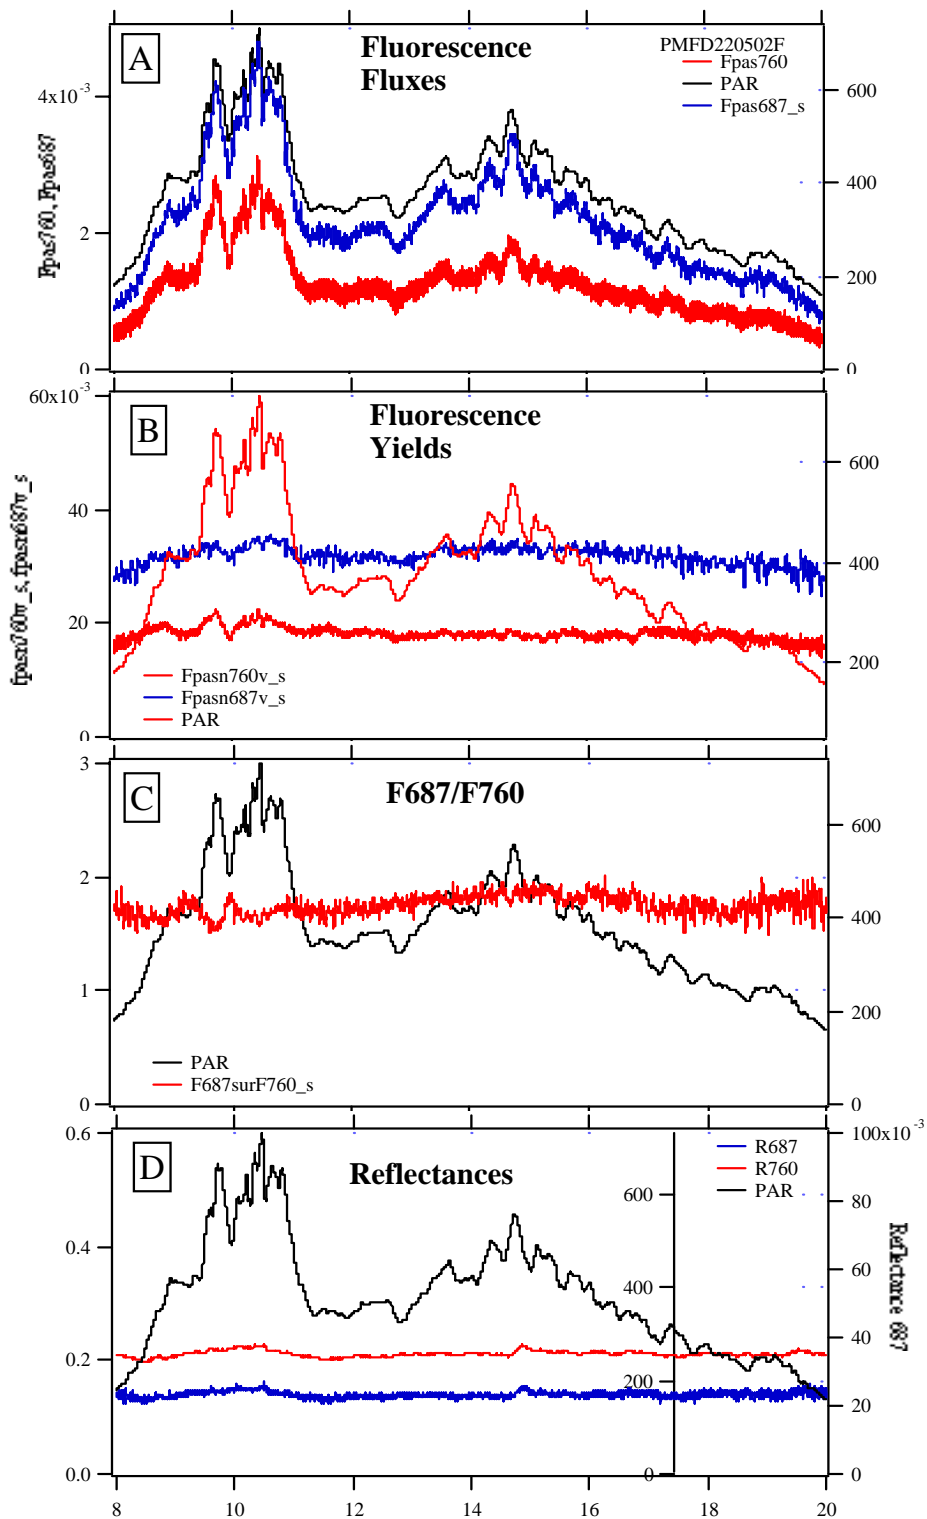 A
Fluorescence
Fluxes
PMFD220502F
Fpas760
PAR
Fpas687_s
4x10⁻³
2
0
600
400
200
0
Fpas760, Fpas687
B
Fluorescence
Yields
60x10⁻³
40
20
0
600
400
200
fpasn760v_s, fpasn687v_s
Fpasn760v_s
Fpasn687v_s
PAR
C
F687/F760
3
2
1
0
600
400
200
0
PAR
F687surF760_s
D
Reflectances
R687
R760
PAR
0.6
0.4
0.2
0.0
600
400
200
0
100x10⁻³
80
60
40
20
0
Reflectance 687
8
10
12
14
16
18
20